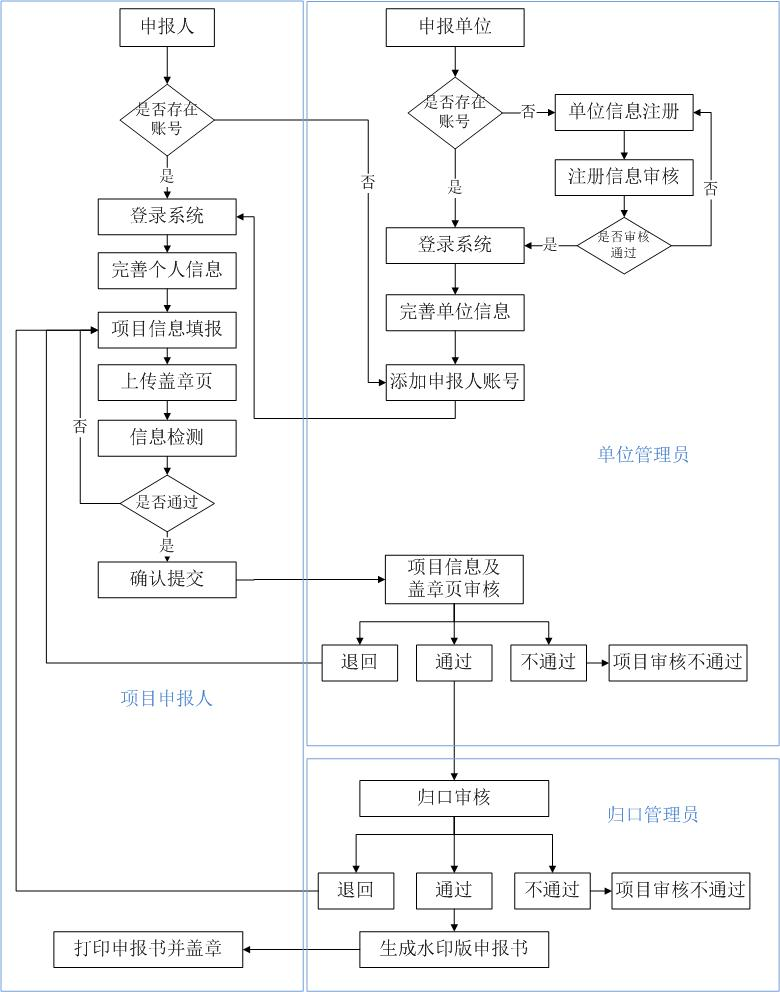 申报人
是否存在
账号
是
否
登录系统
完善个人信息
项目信息填报
上传盖章页
信息检测
否
是否通过
是
确认提交
项目申报人
申报单位
是否存在
账号
否
是
单位信息注册
注册信息审核
是否审核
通过
否
是
登录系统
完善单位信息
添加申报人账号
单位管理员
项目信息及
盖章页审核
退回
通过
不通过
项目审核不通过
归口审核
归口管理员
退回
通过
不通过
项目审核不通过
生成水印版申报书
打印申报书并盖章